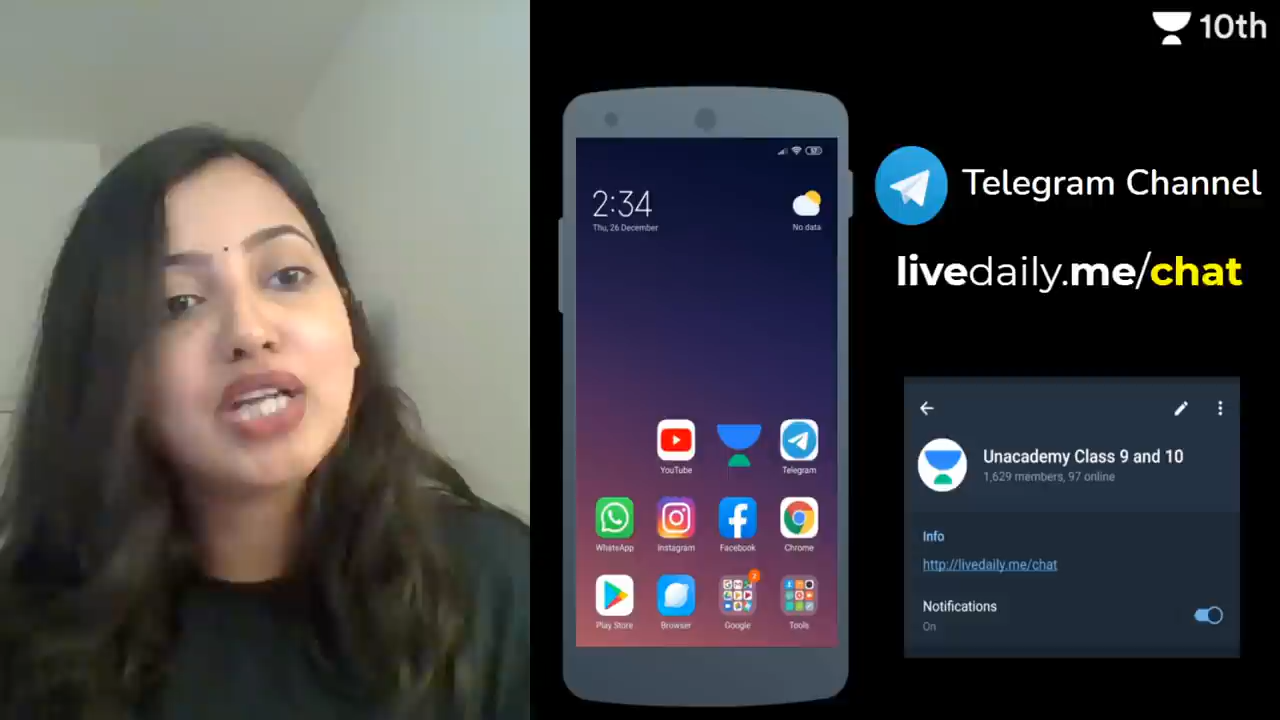 10th
Telegram Channel
livedaily.me/chat
2:34
Thu, 26 December
No data
YouTube
Telegram
WhatsApp
Instagram
Facebook
Chrome
Play Store
Browser
2
Google
Tools
Unacademy Class 9 and 10
1,629 members, 97 online
Info
http://livedaily.me/chat
Notifications
On